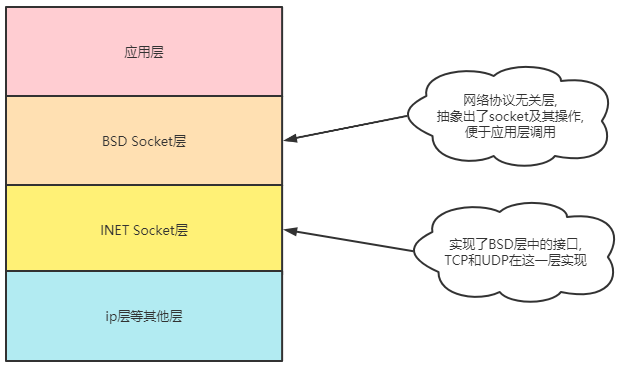 应用层
BSD Socket层
INET Socket层
ip层等其他层
网络协议无关层,
抽象出了socket及其操作,
便于应用层调用
实现了BSD层中的接口,
TCP和UDP在这一层实现